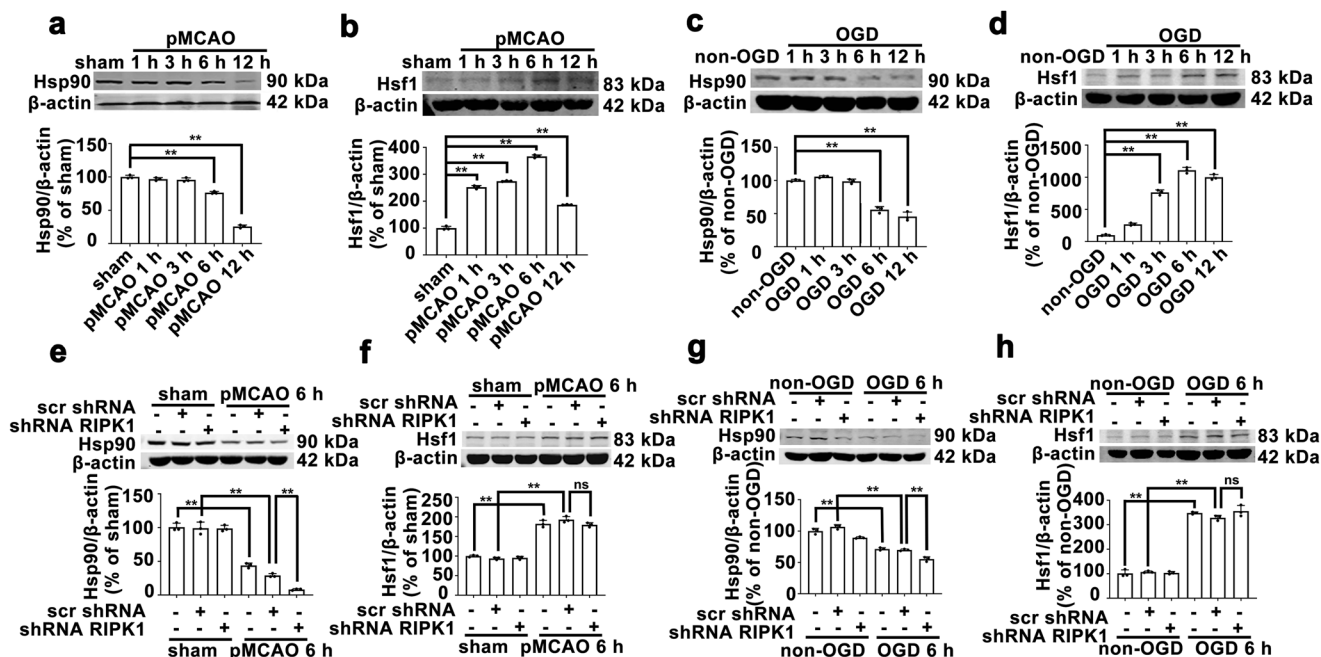 a
pMCAO
sham 1 h 3 h 6 h 12 h
Hsp90 90 kDa
β-actin 42 kDa
Hsp90/β-actin
(% of sham)
150
100
50
0
**
**
sham
pMCAO 1 h
pMCAO 3 h
pMCAO 6 h
pMCAO 12 h
b
pMCAO
sham 1 h 3 h 6 h 12 h
Hsf1 83 kDa
β-actin 42 kDa
Hsf1/β-actin
(% of sham)
400
300
200
100
0
**
**
**
**
sham
pMCAO 1 h
pMCAO 3 h
pMCAO 6 h
pMCAO 12 h
c
OGD
non-OGD 1 h 3 h 6 h 12 h
Hsp90 90 kDa
β-actin 42 kDa
Hsp90/β-actin
(% of non-OGD)
150
100
50
0
**
**
non-OGD
OGD 1 h
OGD 3 h
OGD 6 h
OGD 12 h
d
OGD
non-OGD 1 h 3 h 6 h 12 h
Hsf1 83 kDa
β-actin 42 kDa
Hsf1/β-actin
(% of non-OGD)
1500
1000
500
0
**
**
**
non-OGD
OGD 1 h
OGD 3 h
OGD 6 h
OGD 12 h
e
sham pMCAO 6 h
scr shRNA - + - - + -
shRNA RIPK1 - - + - - +
Hsp90 90 kDa
β-actin 42 kDa
Hsp90/β-actin
(% of sham)
150
100
50
0
** ** **
scr shRNA - + - - + -
shRNA RIPK1 - - + - - +
sham pMCAO 6 h
f
sham pMCAO 6 h
scr shRNA - + - - + -
shRNA RIPK1 - - + - - +
Hsf1 83 kDa
β-actin 42 kDa
Hsf1/β-actin
(% of sham)
250
200
150
100
50
0
** ** ns
scr shRNA - + - - + -
shRNA RIPK1 - - + - - +
sham pMCAO 6 h
g
non-OGD OGD 6 h
scr shRNA - + - - + -
shRNA RIPK1 - - + - - +
Hsp90 90 kDa
β-actin 42 kDa
Hsp90/β-actin
(% of non-OGD)
150
100
50
0
** ** **
scr shRNA - + - - + -
shRNA RIPK1 - - + - - +
non-OGD OGD 6 h
h
non-OGD OGD 6 h
scr shRNA - + - - + -
shRNA RIPK1 - - + - - +
Hsf1 83 kDa
β-actin 42 kDa
Hsf1/β-actin
(% of non-OGD)
400
300
200
100
0
** ** ns
scr shRNA - + - - + -
shRNA RIPK1 - - + - - +
non-OGD OGD 6 h